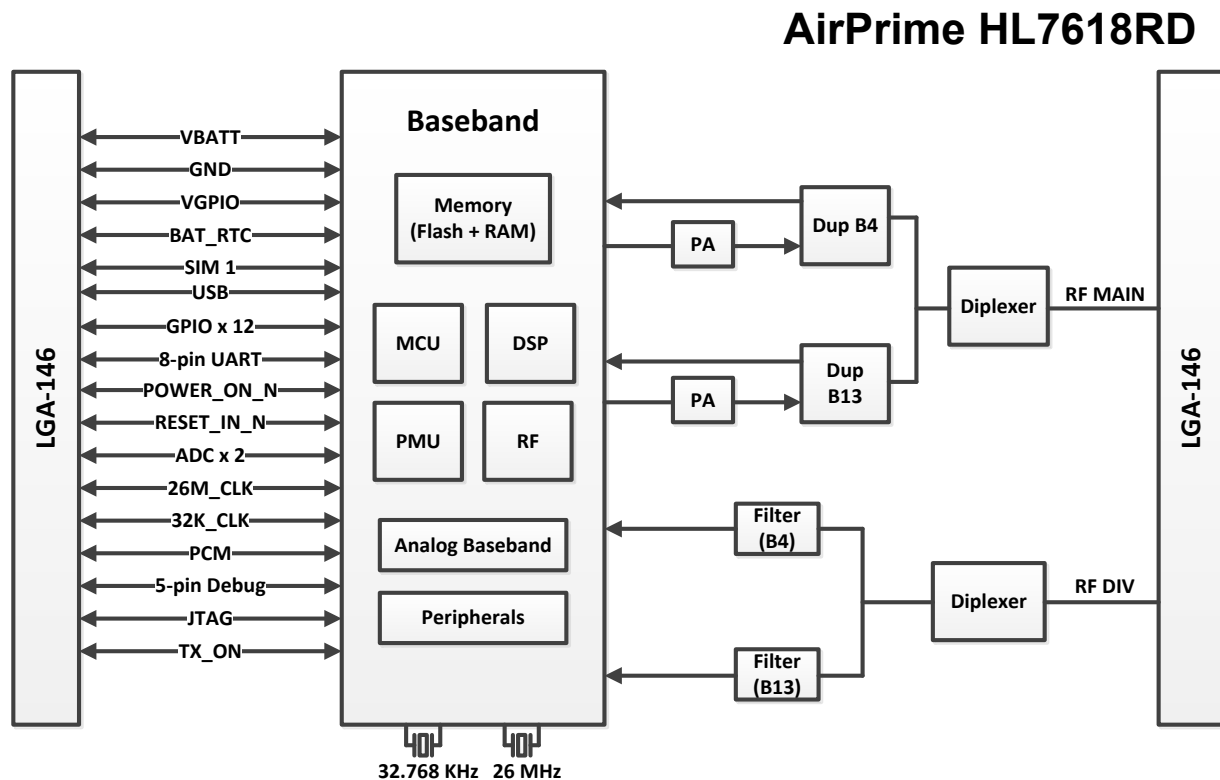 AirPrime HL7618RD
LGA-146
VBATT
GND
VGPIO
BAT_RTC
SIM 1
USB
GPIO x 12
8-pin UART
POWER_ON_N
RESET_IN_N
ADC x 2
26M_CLK
32K_CLK
PCM
5-pin Debug
JTAG
TX_ON
Baseband
Memory
(Flash + RAM)
MCU
DSP
PMU
RF
Analog Baseband
Peripherals
32.768 KHz
26 MHz
PA
Dup B4
PA
Dup
B13
Diplexer
RF MAIN
Filter
(B4)
Filter
(B13)
Diplexer
RF DIV
LGA-146